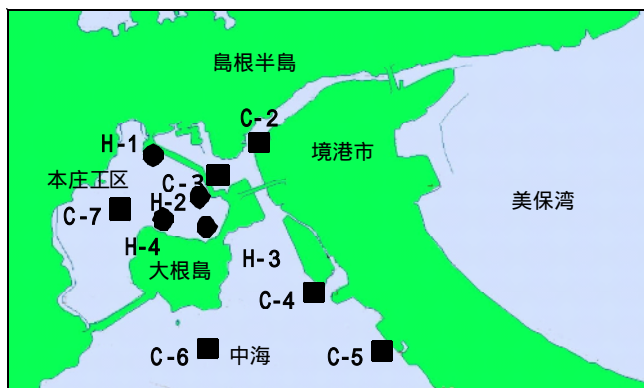 島根半島
C-2
H-1
境港市
本庄工区
C-3
H-2
C-7
美保湾
H-4
H-3
大根島
C-4
C-6
中海
C-5